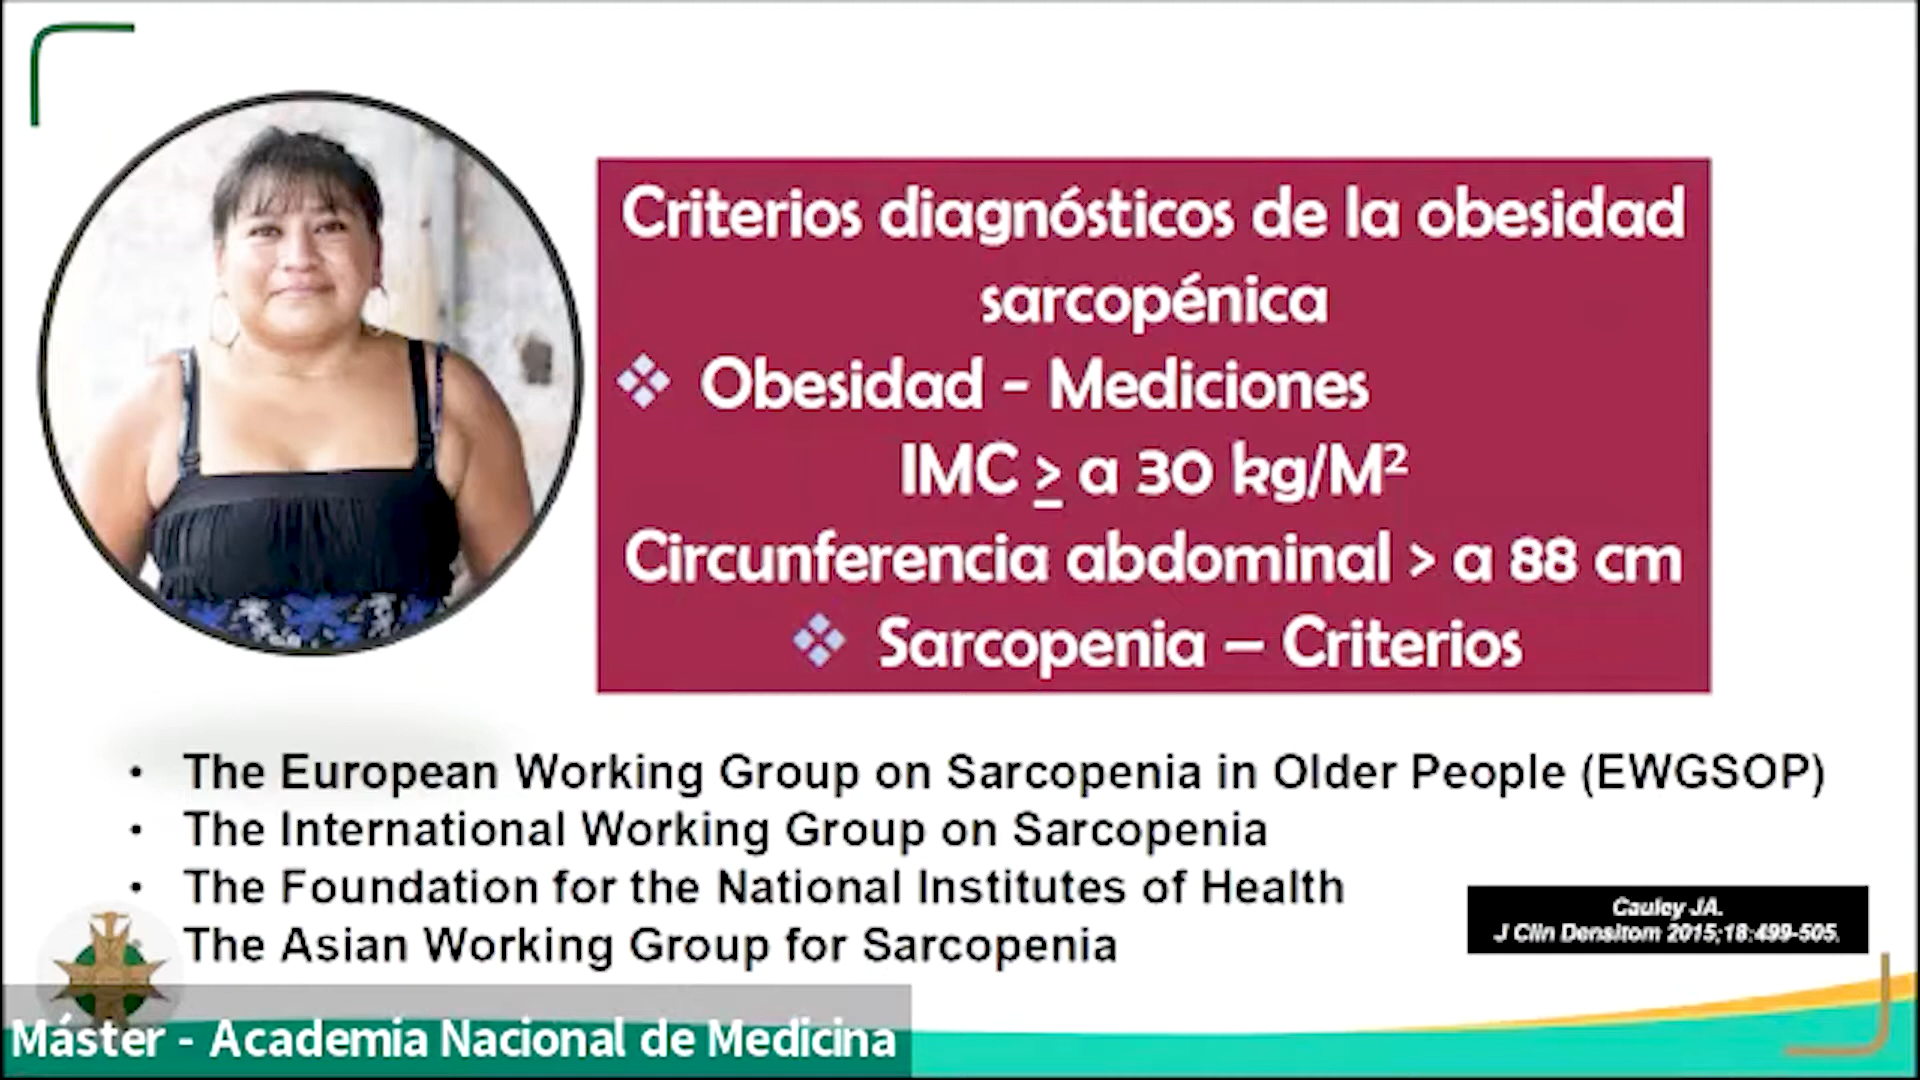 Criterios diagnósticos de la obesidad
sarcopénica
❖ Obesidad - Mediciones
IMC ≥ a 30 kg/M²
Circunferencia abdominal > a 88 cm
❖ Sarcopenia – Criterios
• The European Working Group on Sarcopenia in Older People (EWGSOP)
• The International Working Group on Sarcopenia
• The Foundation for the National Institutes of Health
The Asian Working Group for Sarcopenia
Cauley JA.
J Clin Densitom 2015;18:499-505.
Máster - Academia Nacional de Medicina